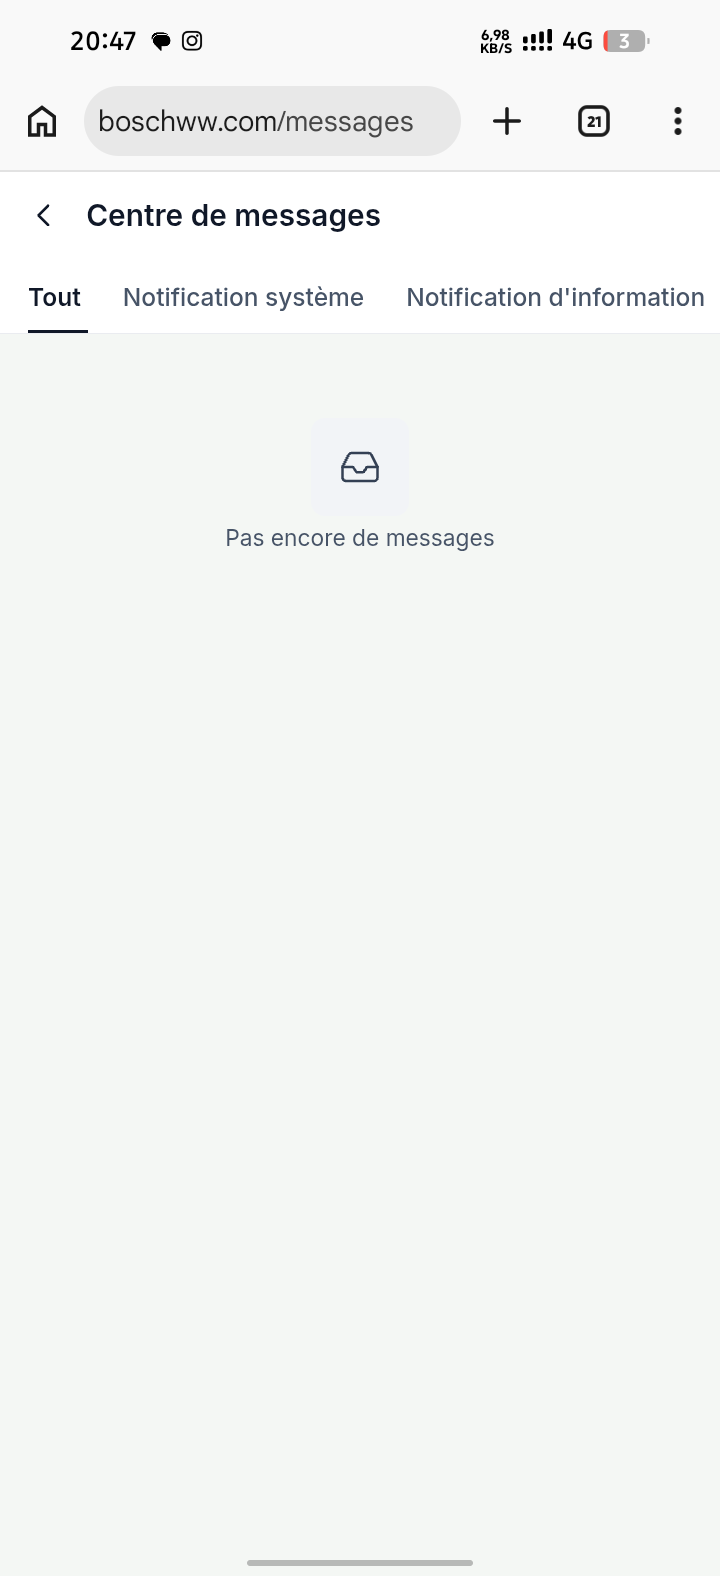 20:47
6,98
KB/S
4G
3
boschww.com/messages
21
Centre de messages
Tout
Notification système
Notification d'information
Pas encore de messages